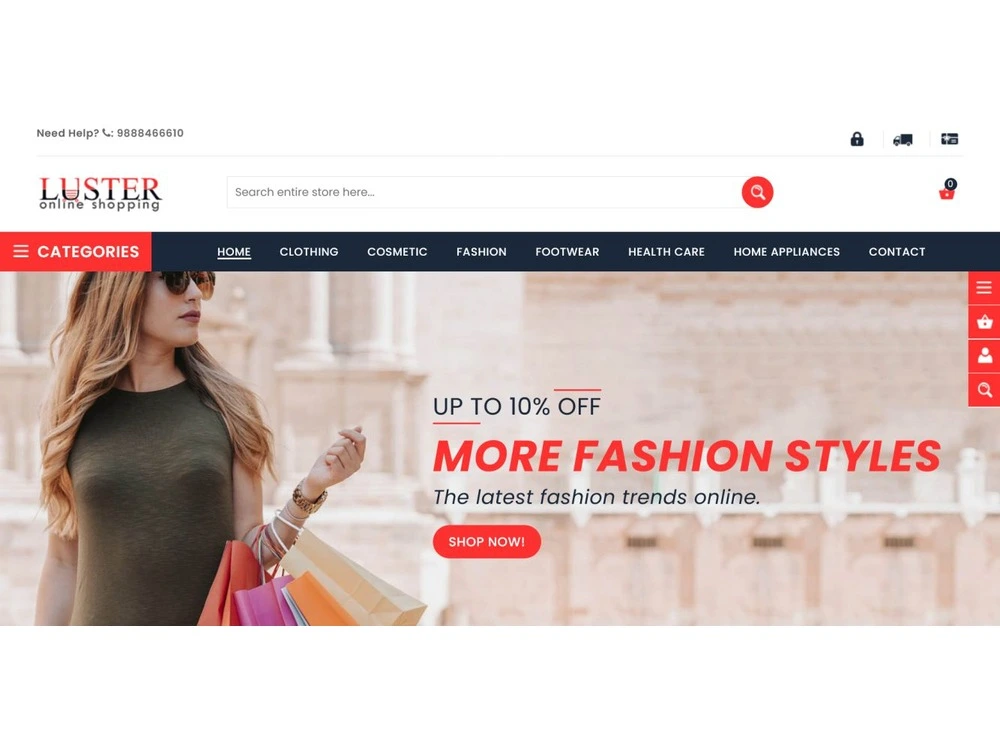 Need Help? : 9888466610
LUSTER
online shopping
Search entire store here...
0
CATEGORIES
HOME CLOTHING COSMETIC FASHION FOOTWEAR HEALTH CARE HOME APPLIANCES CONTACT
UP TO 10% OFF
MORE FASHION STYLES
The latest fashion trends online.
SHOP NOW!